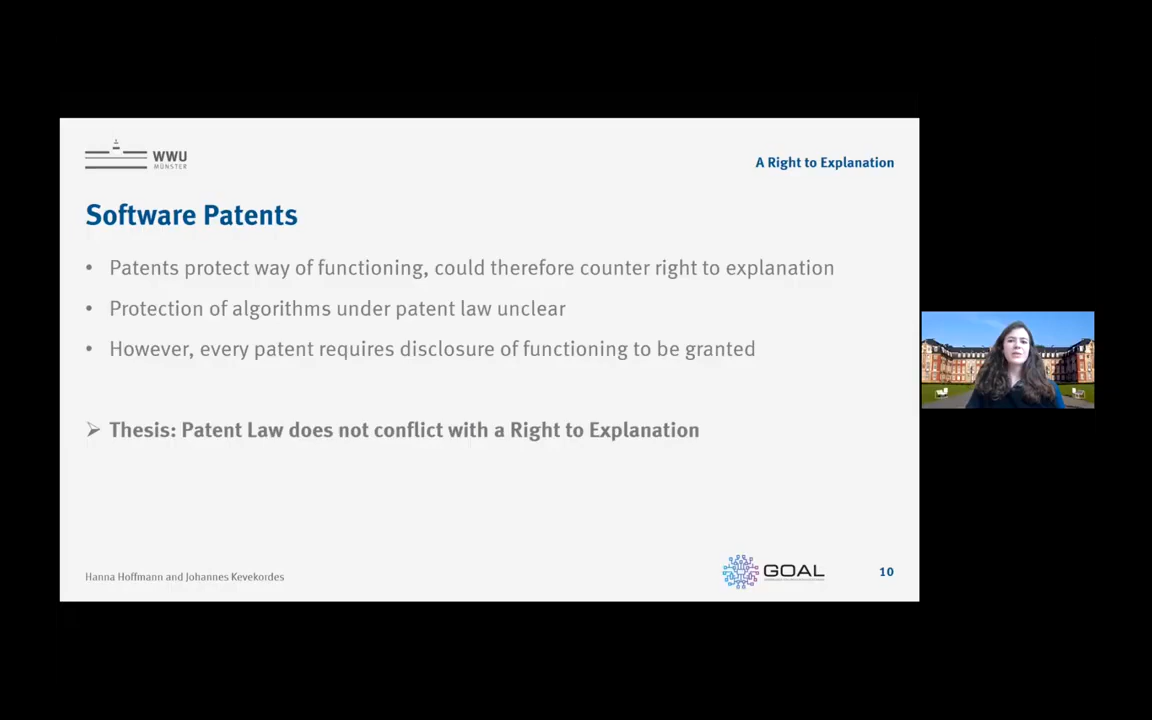 WWU
MÜNSTER
A Right to Explanation
Software Patents
• Patents protect way of functioning, could therefore counter right to explanation
• Protection of algorithms under patent law unclear
• However, every patent requires disclosure of functioning to be granted
➢ Thesis: Patent Law does not conflict with a Right to Explanation
Hanna Hoffmann and Johannes Kevekordes
GOAL
10